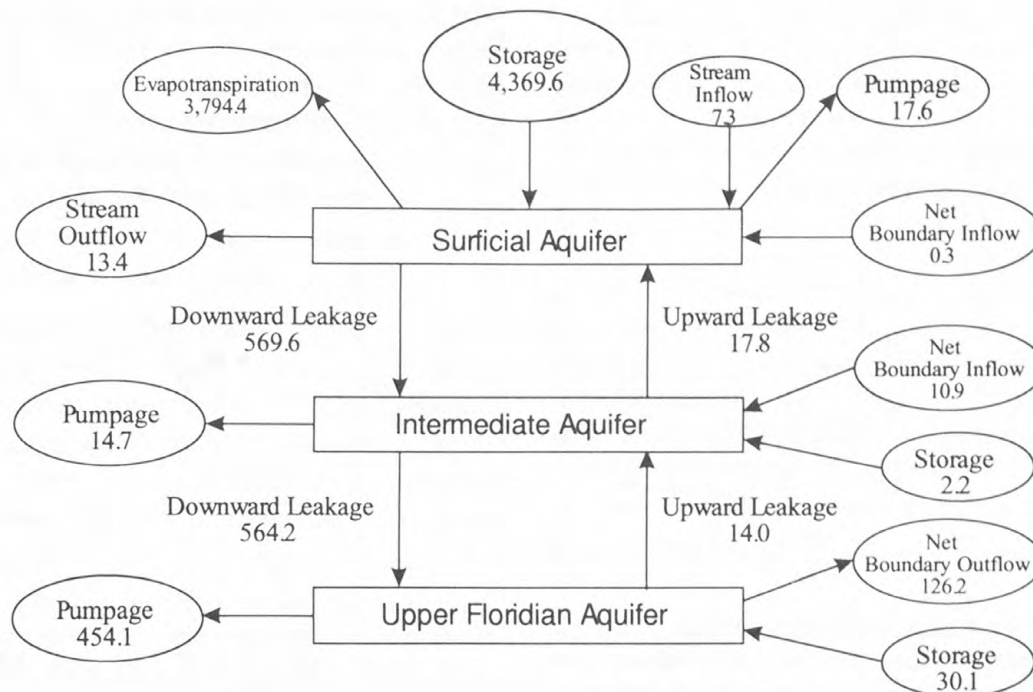 Storage
4,369.6
Evapotranspiration
3,794.4
Stream
Inflow
7.3
Pumpage
17.6
Stream
Outflow
13.4
Surficial Aquifer
Net
Boundary Inflow
0.3
Downward Leakage
569.6
Upward Leakage
17.8
Net
Boundary Inflow
10.9
Pumpage
14.7
Intermediate Aquifer
Storage
2.2
Downward Leakage
564.2
Upward Leakage
14.0
Net
Boundary Outflow
126.2
Pumpage
454.1
Upper Floridian Aquifer
Storage
30.1